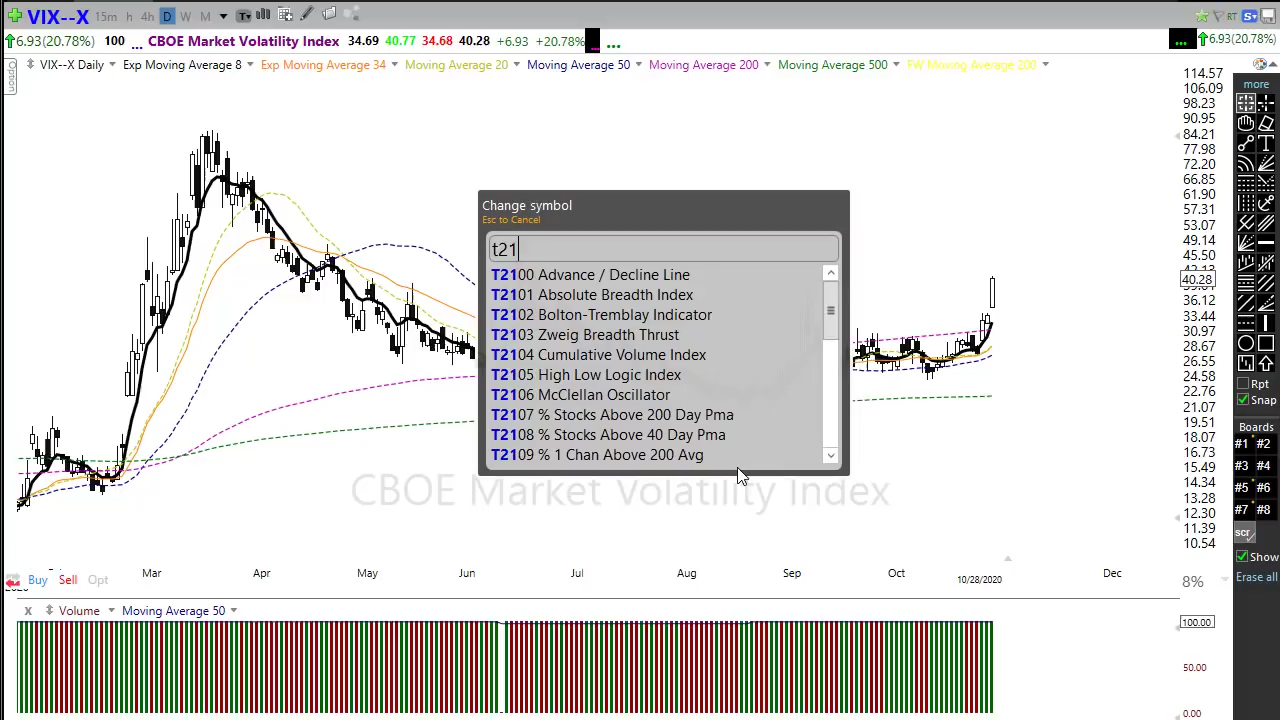 VIX--X 15m h 4h D W M T S
RT
6.93(20.78%) 100 ... CBOE Market Volatility Index 34.69 40.77 34.68 40.28 +6.93 +20.78% ... ... 6.93(20.78%)
VIX--X Daily Exp Moving Average 8 Exp Moving Average 34 Moving Average 20 Moving Average 50 Moving Average 200 Moving Average 500 FW Moving Average 200
Option
114.57
106.09
98.23
90.95
84.21
77.98
72.20
66.85
61.90
57.31
53.07
49.14
45.50
40.28
36.12
33.44
30.97
28.67
26.55
24.58
22.76
21.07
19.51
18.07
16.73
15.49
14.34
13.28
12.30
11.39
10.54
more
T
Rpt
Snap
Boards
#1 #2
#3 #4
#5 #6
#7 #8
scr
Show
Erase all
Change symbol
Esc to Cancel
t21
T2100 Advance / Decline Line
T2101 Absolute Breadth Index
T2102 Bolton-Tremblay Indicator
T2103 Zweig Breadth Thrust
T2104 Cumulative Volume Index
T2105 High Low Logic Index
T2106 McClellan Oscillator
T2107 % Stocks Above 200 Day Pma
T2108 % Stocks Above 40 Day Pma
T2109 % 1 Chan Above 200 Avg
CBOE Market Volatility Index
Mar Apr May Jun Jul Aug Sep Oct 10/28/2020 Dec
Buy Sell Opt 8%
X Volume Moving Average 50
100.00
50.00
0.00